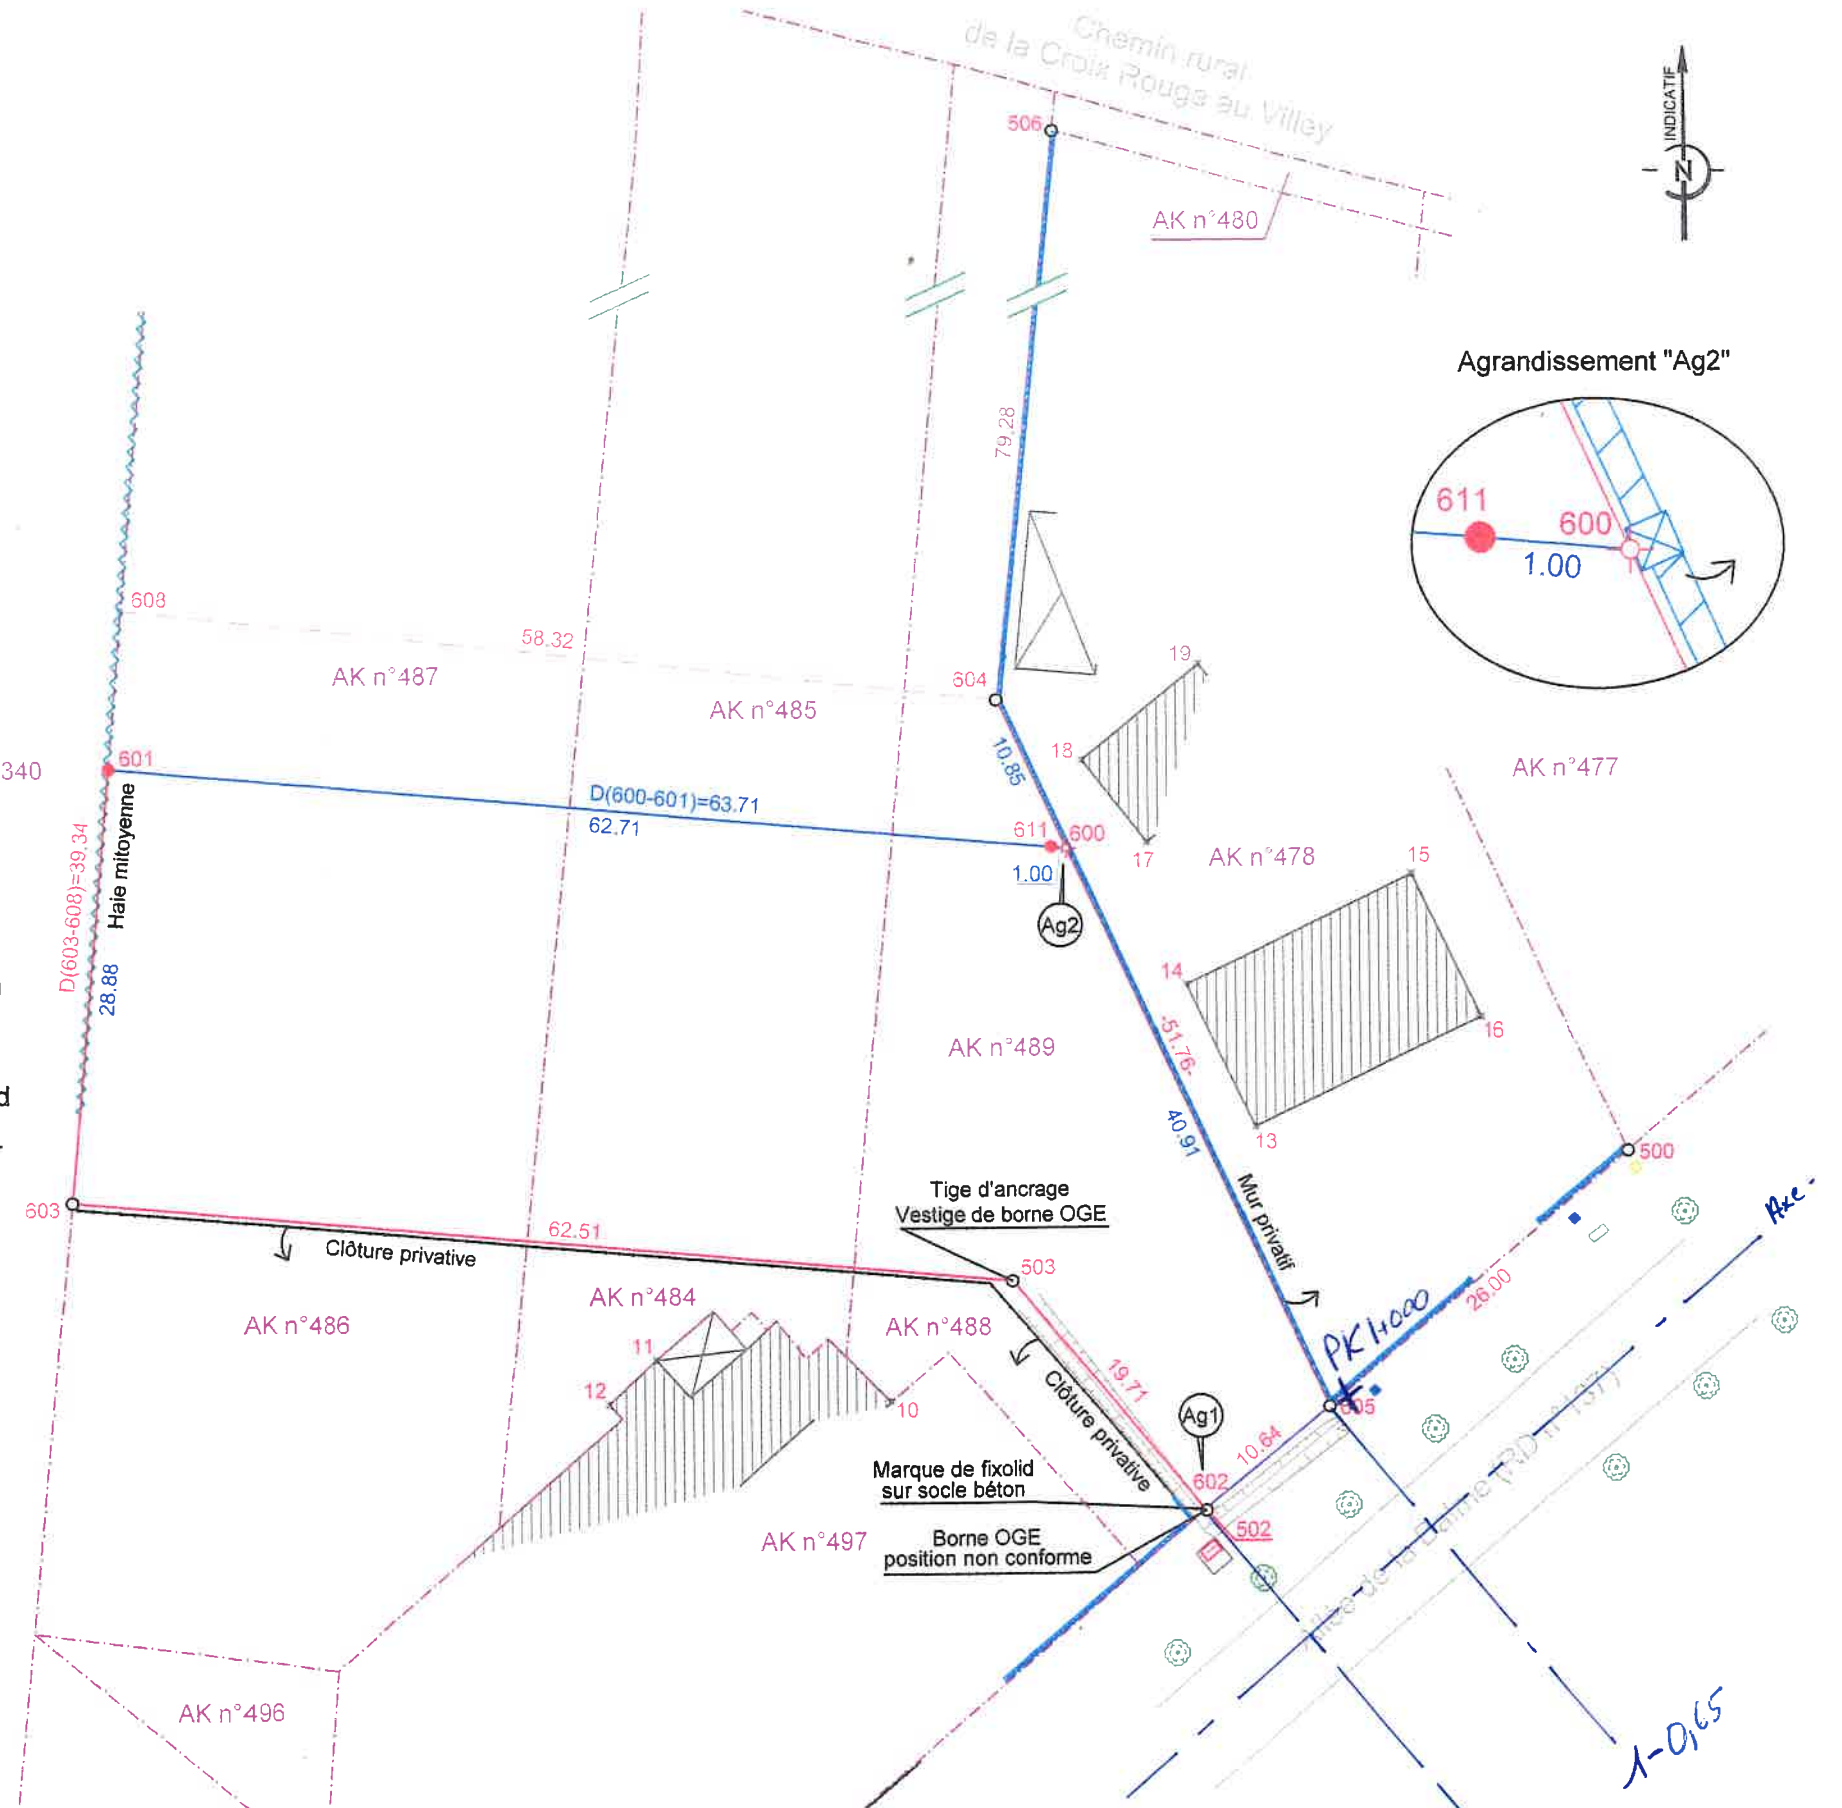 Chemin rural
de la Croix Rouge au Villey
INDICATIF
N
506
AK n°480
Agrandissement "Ag2"
611
600
1.00
79.28
608
58.32
AK n°487
AK n°485
604
19
18
17
10.85
AK n°477
340
601
D(600-601)=63.71
62.71
611
600
1.00
Ag2
AK n°478
15
14
16
13
D(603-608)=39.34
Haie mitoyenne
28.88
AK n°489
-51.76-
40.91
Mur privatif
500
d
603
62.51
Clôture privative
Tige d'ancrage
Vestige de borne OGE
503
Axe
26.00
PK 1+000
AK n°486
AK n°484
AK n°488
11
12
10
19.71
Clôture privative
Ag1
605
10.64
602
Marque de fixolid
sur socle béton
502
Borne OGE
position non conforme
AK n°497
AK n°496
1-0,65